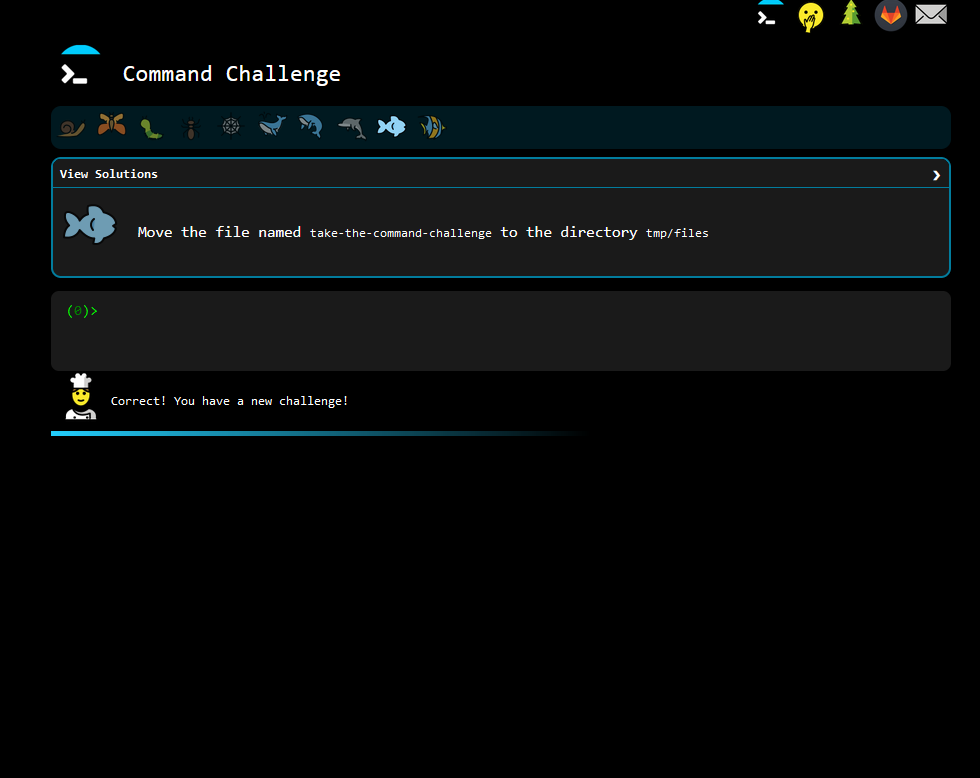 Command Challenge
View Solutions
Move the file named take-the-command-challenge to the directory tmp/files
(0)>
Correct! You have a new challenge!